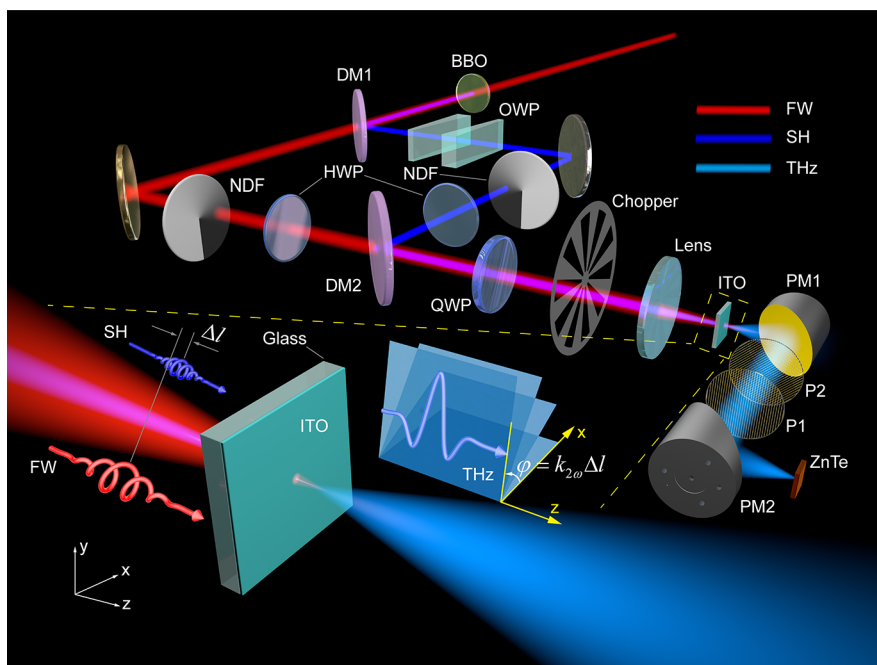 BBO
DM1
OWP
FW
SH
THz
NDF
HWP
NDF
Chopper
DM2
QWP
Lens
ITO
PM1
P2
P1
ZnTe
PM2
SH
Δl
Glass
ITO
FW
THz
φ = k₂ωΔl
x
z
y
x
z